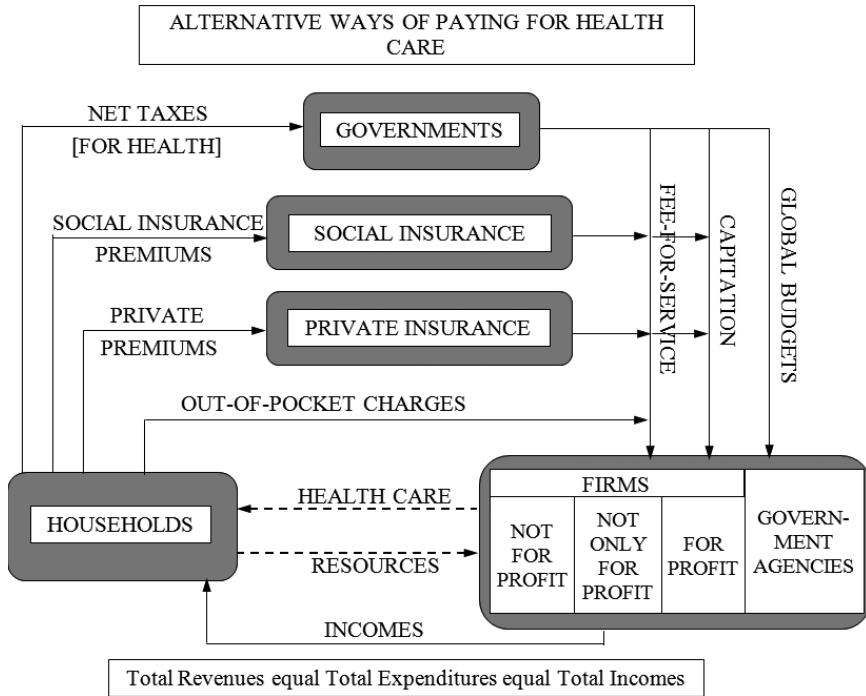 ALTERNATIVE WAYS OF PAYING FOR HEALTH
CARE
NET TAXES
[FOR HEALTH]
GOVERNMENTS
SOCIAL INSURANCE
PREMIUMS
SOCIAL INSURANCE
PRIVATE
PREMIUMS
PRIVATE INSURANCE
OUT-OF-POCKET CHARGES
FEE-FOR-SERVICE
CAPITATION
GLOBAL BUDGETS
HOUSEHOLDS
HEALTH CARE
RESOURCES
INCOMES
FIRMS
NOT
FOR
PROFIT
NOT
ONLY
FOR
PROFIT
FOR
PROFIT
GOVERN-
MENT
AGENCIES
Total Revenues equal Total Expenditures equal Total Incomes